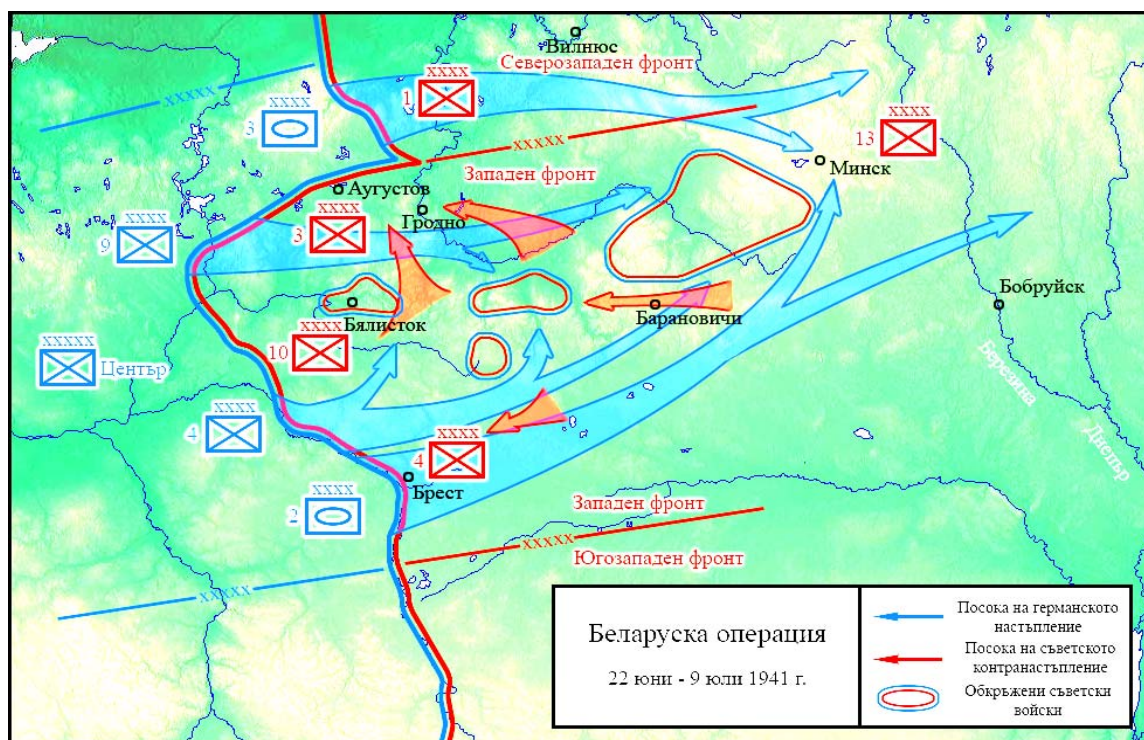 Вилнюс
Северозападен фронт
XXXXX
XXXX
3
XXXX
1
XXXX
13
XXXXX
Минск
Западен фронт
Аугустов
Гродно
XXXX
9
XXXX
3
Бобруйск
Барановичи
Бялисток
XXXX
10
XXXXX
Център
XXXX
4
XXXX
4
Березина
Днепър
Брест
XXXX
2
Западен фронт
XXXXX
Югозападен фронт
XXXXX
Беларуска операция
22 юни - 9 юли 1941 г.
Посока на германското
настъпление
Посока на съветското
контранастъпление
Обкръжени съветски
войски